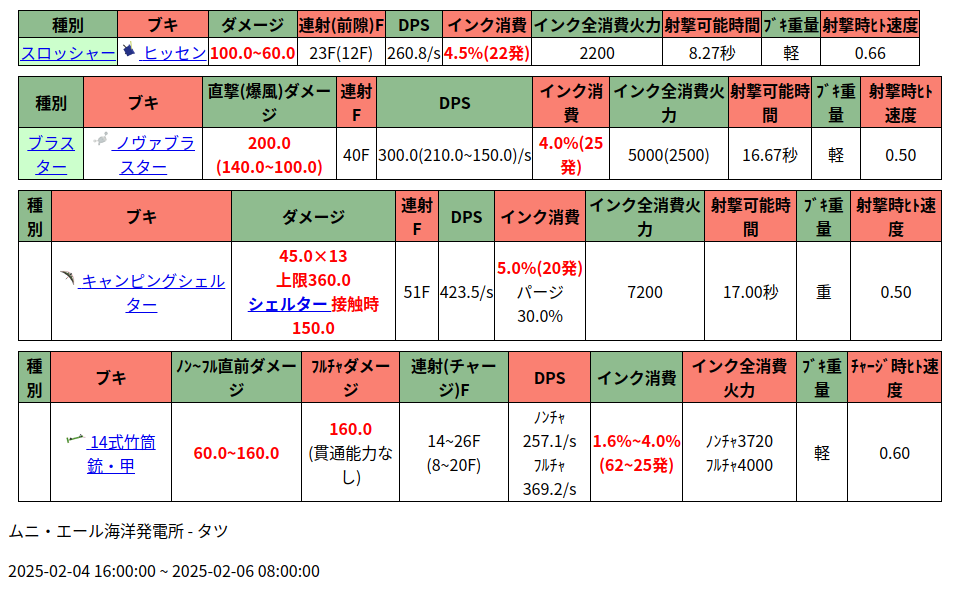 種別 ブキ ダメージ 連射(前隙)F DPS インク消費 インク全消費火力 射撃可能時間 ﾌﾞｷ重量 射撃時ﾋﾄ速度
スロッシャー ヒッセン 100.0~60.0 23F(12F) 260.8/s 4.5%(22発) 2200 8.27秒 軽 0.66
種別 ブキ 直撃(爆風)ダメー
ジ 連射
F DPS インク消
費 インク全消費火
力 射撃可能時
間 ﾌﾞｷ重
量 射撃時ﾋﾄ
速度
ブラス
ター ノヴァブラ
スター 200.0
(140.0~100.0) 40F 300.0(210.0~150.0)/s 4.0%(25
発) 5000(2500) 16.67秒 軽 0.50
種
別 ブキ ダメージ 連射
F DPS インク消費 インク全消費火
力 射撃可能時
間 ﾌﾞｷ重
量 射撃時ﾋﾄ速
度
キャンピングシェル
ター 45.0×13
上限360.0
シェルター接触時
150.0 51F 423.5/s 5.0%(20発)
パージ
30.0% 7200 17.00秒 重 0.50
種
別 ブキ ﾉﾝ~ﾌﾙ直前ダメー
ジ ﾌﾙﾁｬダメー
ジ 連射(チャー
ジ)F DPS インク消費 インク全消費
火力 ﾌﾞｷ重
量 ﾁｬｰｼﾞ時ﾋﾄ速
度
14式竹筒
銃・甲 60.0~160.0 160.0
(貫通能力な
し) 14~26F
(8~20F) ﾉﾝﾁｬ
257.1/s
ﾌﾙﾁｬ
369.2/s 1.6%~4.0%
(62~25発) ﾉﾝﾁｬ3720
ﾌﾙﾁｬ4000 軽 0.60
ムニ・エール海洋発電所 - タツ
2025-02-04 16:00:00 ~ 2025-02-06 08:00:00